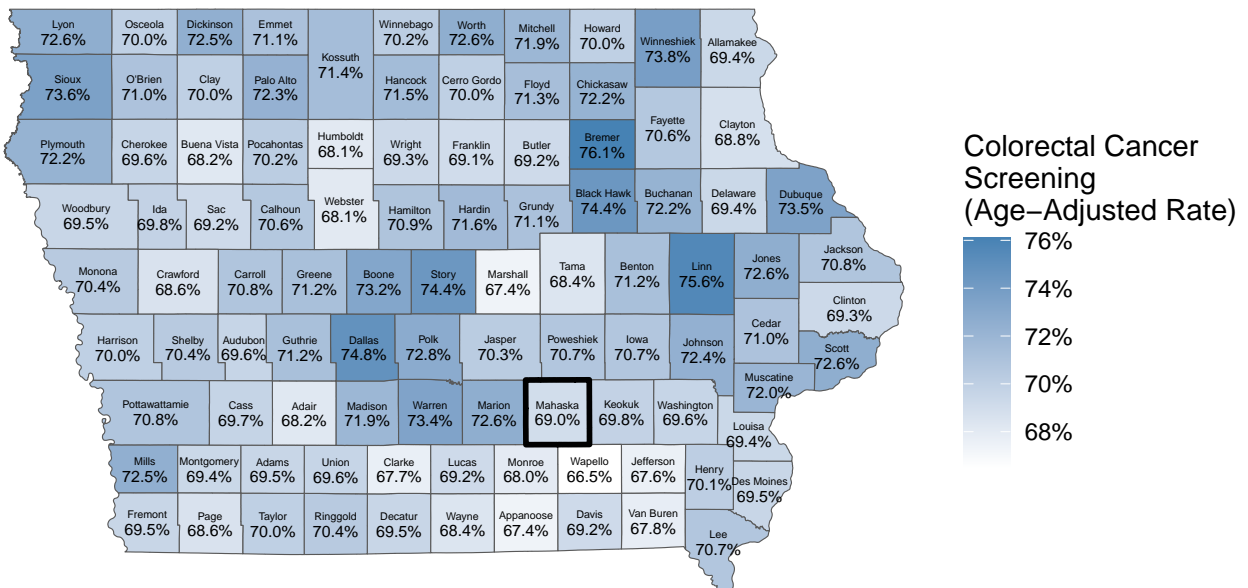 Lyon
72.6%
Osceola
70.0%
Dickinson
72.5%
Emmet
71.1%
Kossuth
71.4%
Winnebago
70.2%
Worth
72.6%
Mitchell
71.9%
Howard
70.0%
Winneshiek
73.8%
Allamakee
69.4%
Sioux
73.6%
O'Brien
71.0%
Clay
70.0%
Palo Alto
72.3%
Hancock
71.5%
Cerro Gordo
70.0%
Floyd
71.3%
Chickasaw
72.2%
Fayette
70.6%
Clayton
68.8%
Plymouth
72.2%
Cherokee
69.6%
Buena Vista
68.2%
Pocahontas
70.2%
Humboldt
68.1%
Wright
69.3%
Franklin
69.1%
Butler
69.2%
Bremer
76.1%
Woodbury
69.5%
Ida
69.8%
Sac
69.2%
Calhoun
70.6%
Webster
68.1%
Hamilton
70.9%
Hardin
71.6%
Grundy
71.1%
Black Hawk
74.4%
Buchanan
72.2%
Delaware
69.4%
Dubuque
73.5%
Monona
70.4%
Crawford
68.6%
Carroll
70.8%
Greene
71.2%
Boone
73.2%
Story
74.4%
Marshall
67.4%
Tama
68.4%
Benton
71.2%
Linn
75.6%
Jones
72.6%
Jackson
70.8%
Clinton
69.3%
Harrison
70.0%
Shelby
70.4%
Audubon
69.6%
Guthrie
71.2%
Dallas
74.8%
Polk
72.8%
Jasper
70.3%
Poweshiek
70.7%
Iowa
70.7%
Johnson
72.4%
Cedar
71.0%
Scott
72.6%
Muscatine
72.0%
Pottawattamie
70.8%
Cass
69.7%
Adair
68.2%
Madison
71.9%
Warren
73.4%
Marion
72.6%
Mahaska
69.0%
Keokuk
69.8%
Washington
69.6%
Louisa
69.4%
Mills
72.5%
Montgomery
69.4%
Adams
69.5%
Union
69.6%
Clarke
67.7%
Lucas
69.2%
Monroe
68.0%
Wapello
66.5%
Jefferson
67.6%
Henry
70.1%
Des Moines
69.5%
Fremont
69.5%
Page
68.6%
Taylor
70.0%
Ringgold
70.4%
Decatur
69.5%
Wayne
68.4%
Appanoose
67.4%
Davis
69.2%
Van Buren
67.8%
Lee
70.7%
Colorectal Cancer
Screening
(Age−Adjusted Rate)
76%
74%
72%
70%
68%